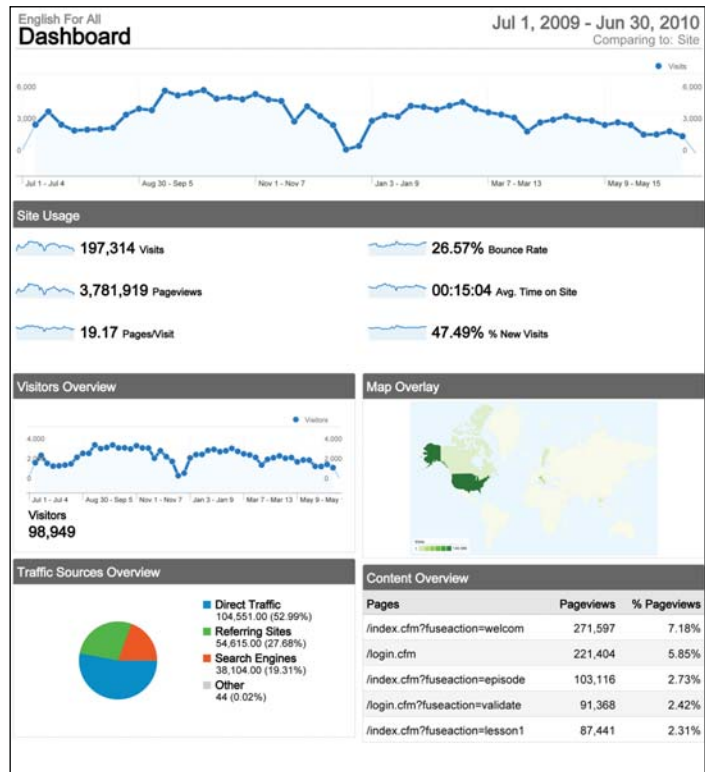 English For All
Dashboard
Jul 1, 2009 - Jun 30, 2010
Comparing to: Site
Visits
6,000
6,000
3,000
3,000
0
0
Jul 1 - Jul 4
Aug 30 - Sep 5
Nov 1 - Nov 7
Jan 3 - Jan 9
Mar 7 - Mar 13
May 9 - May 15
Site Usage
197,314 Visits
26.57% Bounce Rate
3,781,919 Pageviews
00:15:04 Avg. Time on Site
19.17 Pages/Visit
47.49% % New Visits
Visitors Overview
Visitors
4,000
4,000
2,000
0
0
Jul 1 - Jul 4
Aug 30 - Sep 5
Nov 1 - Nov 7
Jan 3 - Jan 9
Mar 7 - Mar 13
May 9 - May
Visitors
98,949
Map Overlay
Traffic Sources Overview
Direct Traffic
104,551.00 (52.99%)
Referring Sites
54,615.00 (27.68%)
Search Engines
38,104.00 (19.31%)
Other
44 (0.02%)
Content Overview
Pages Pageviews % Pageviews
/index.cfm?fuseaction=welcom 271,597 7.18%
/login.cfm 221,404 5.85%
/index.cfm?fuseaction=episode 103,116 2.73%
/login.cfm?fuseaction=validate 91,368 2.42%
/index.cfm?fuseaction=lesson1 87,441 2.31%